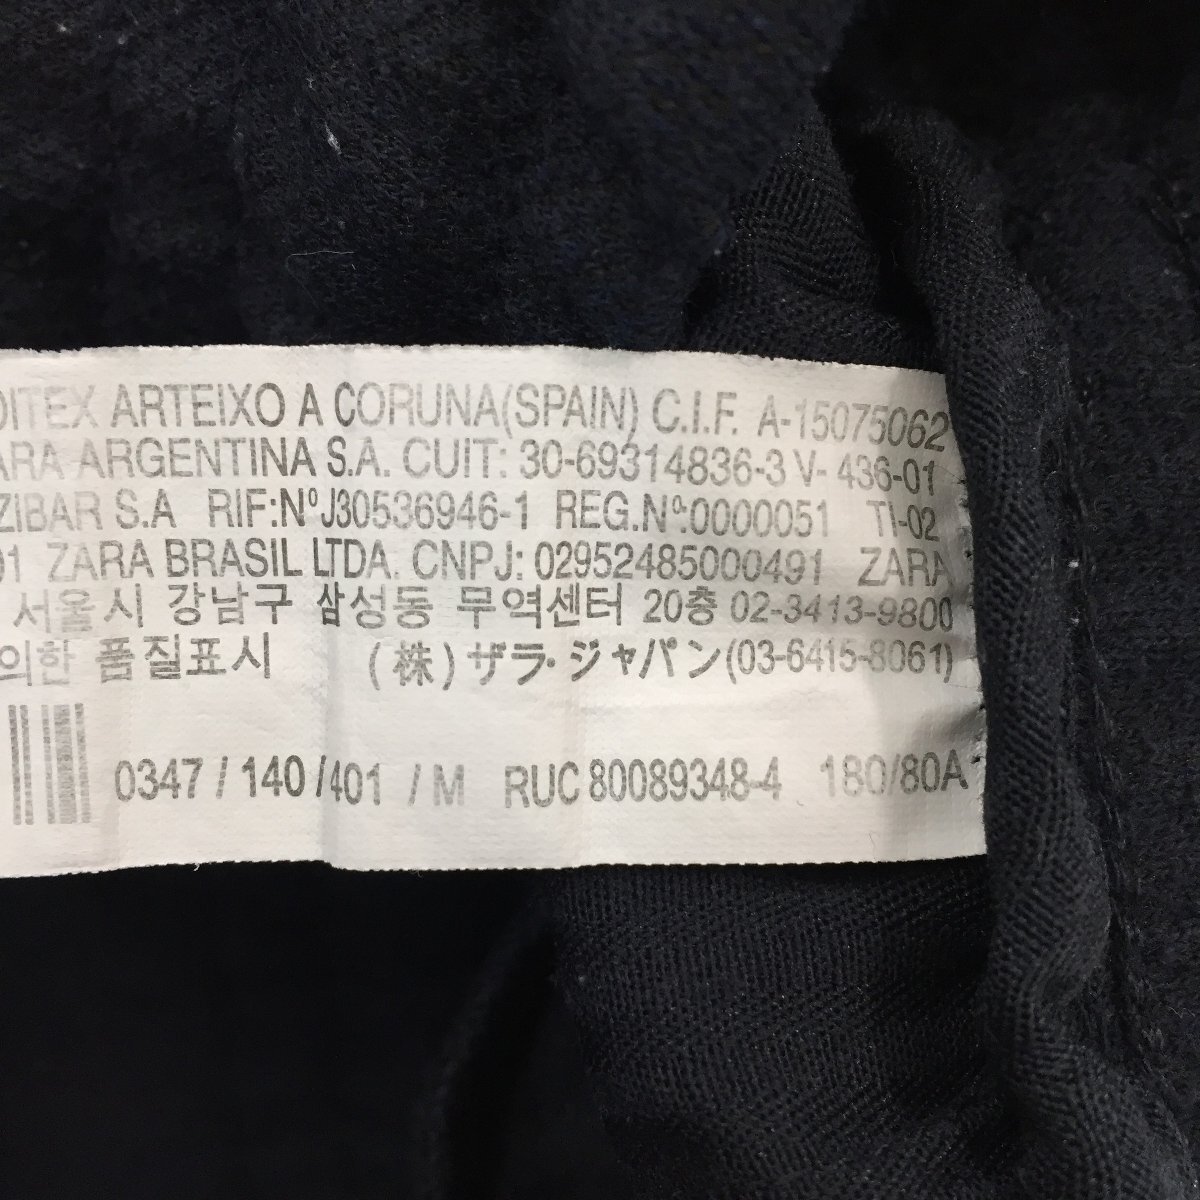 DITEX ARTEIXO A CORUNA(SPAIN) C.I.F. A-15075062
ARA ARGENTINA S.A. CUIT: 30-69314836-3 V- 436-01
ZIBAR S.A RIF:Nº J30536946-1 REG.Nº.0000051 TI-02
01 ZARA BRASIL LTDA. CNPJ: 02952485000491 ZARA
서울시 강남구 삼성동 무역센터 20층 02-3413-9800
의한 품질표시 (株)ザラ・ジャパン(03-6415-8061)
0347 / 140 /401 / M RUC 80089348-4 180/80A